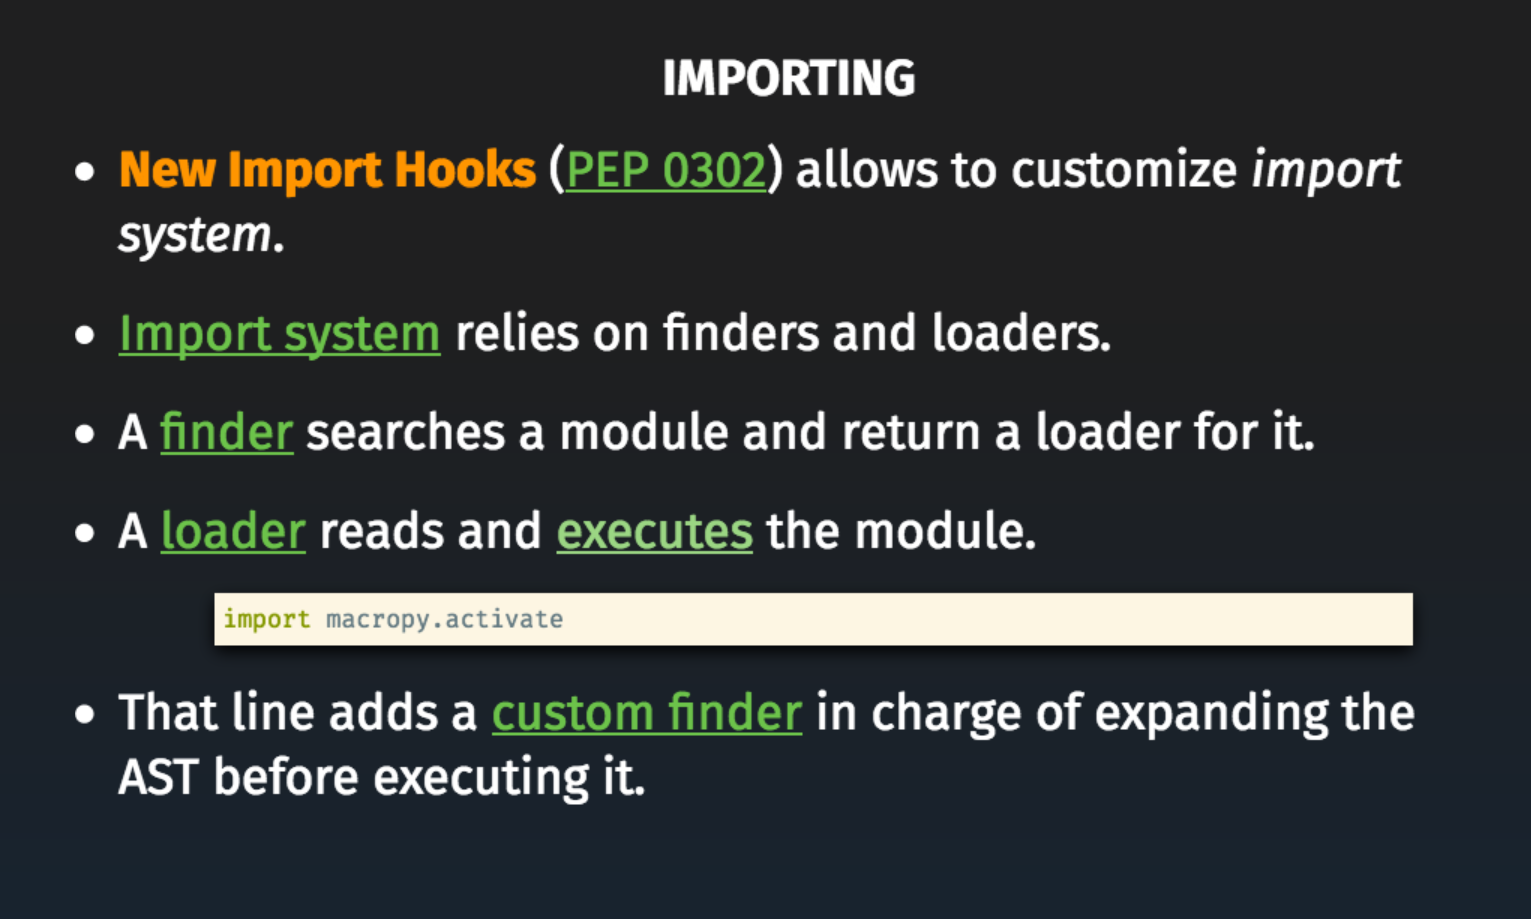 IMPORTING
• New Import Hooks (PEP 0302) allows to customize import
system.
• Import system relies on finders and loaders.
• A finder searches a module and return a loader for it.
• A loader reads and executes the module.
import macropy.activate
• That line adds a custom finder in charge of expanding the
AST before executing it.